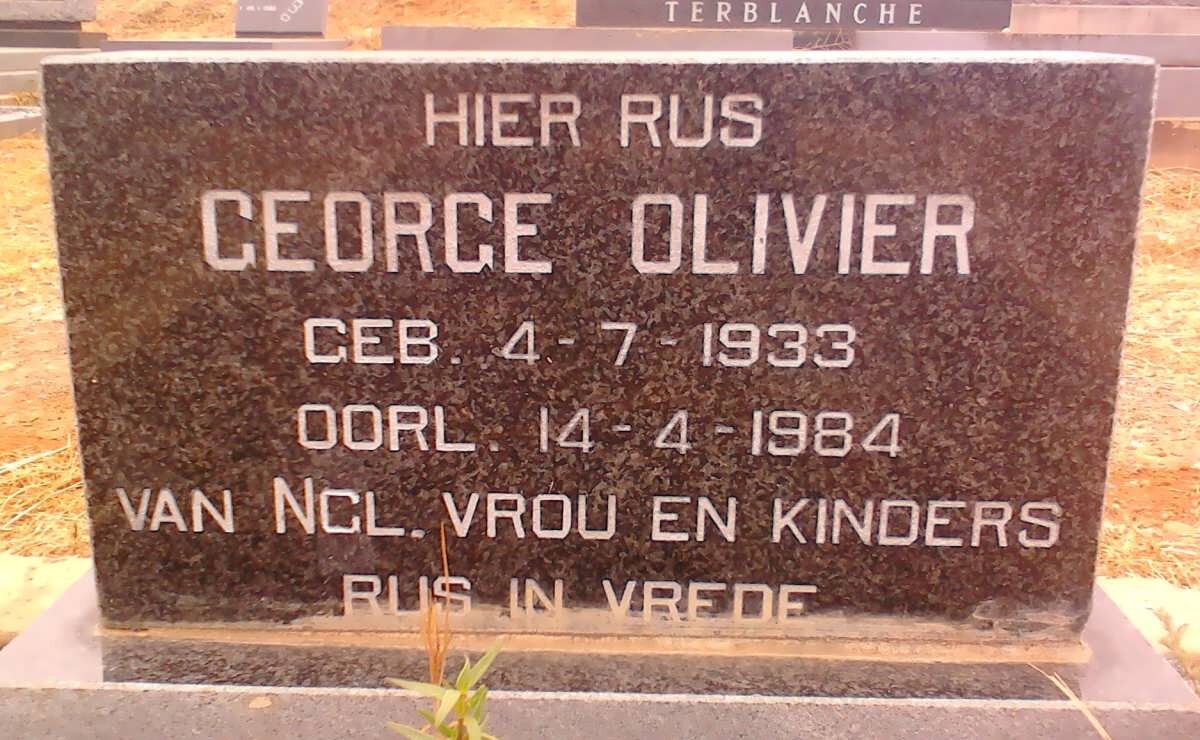 TERBLANCHE
HIER RUS
GEORGE OLIVIER
GEB. 4-7-1933
OORL. 14-4-1984
VAN NGL. VROU EN KINDERS
RUS IN VREDE